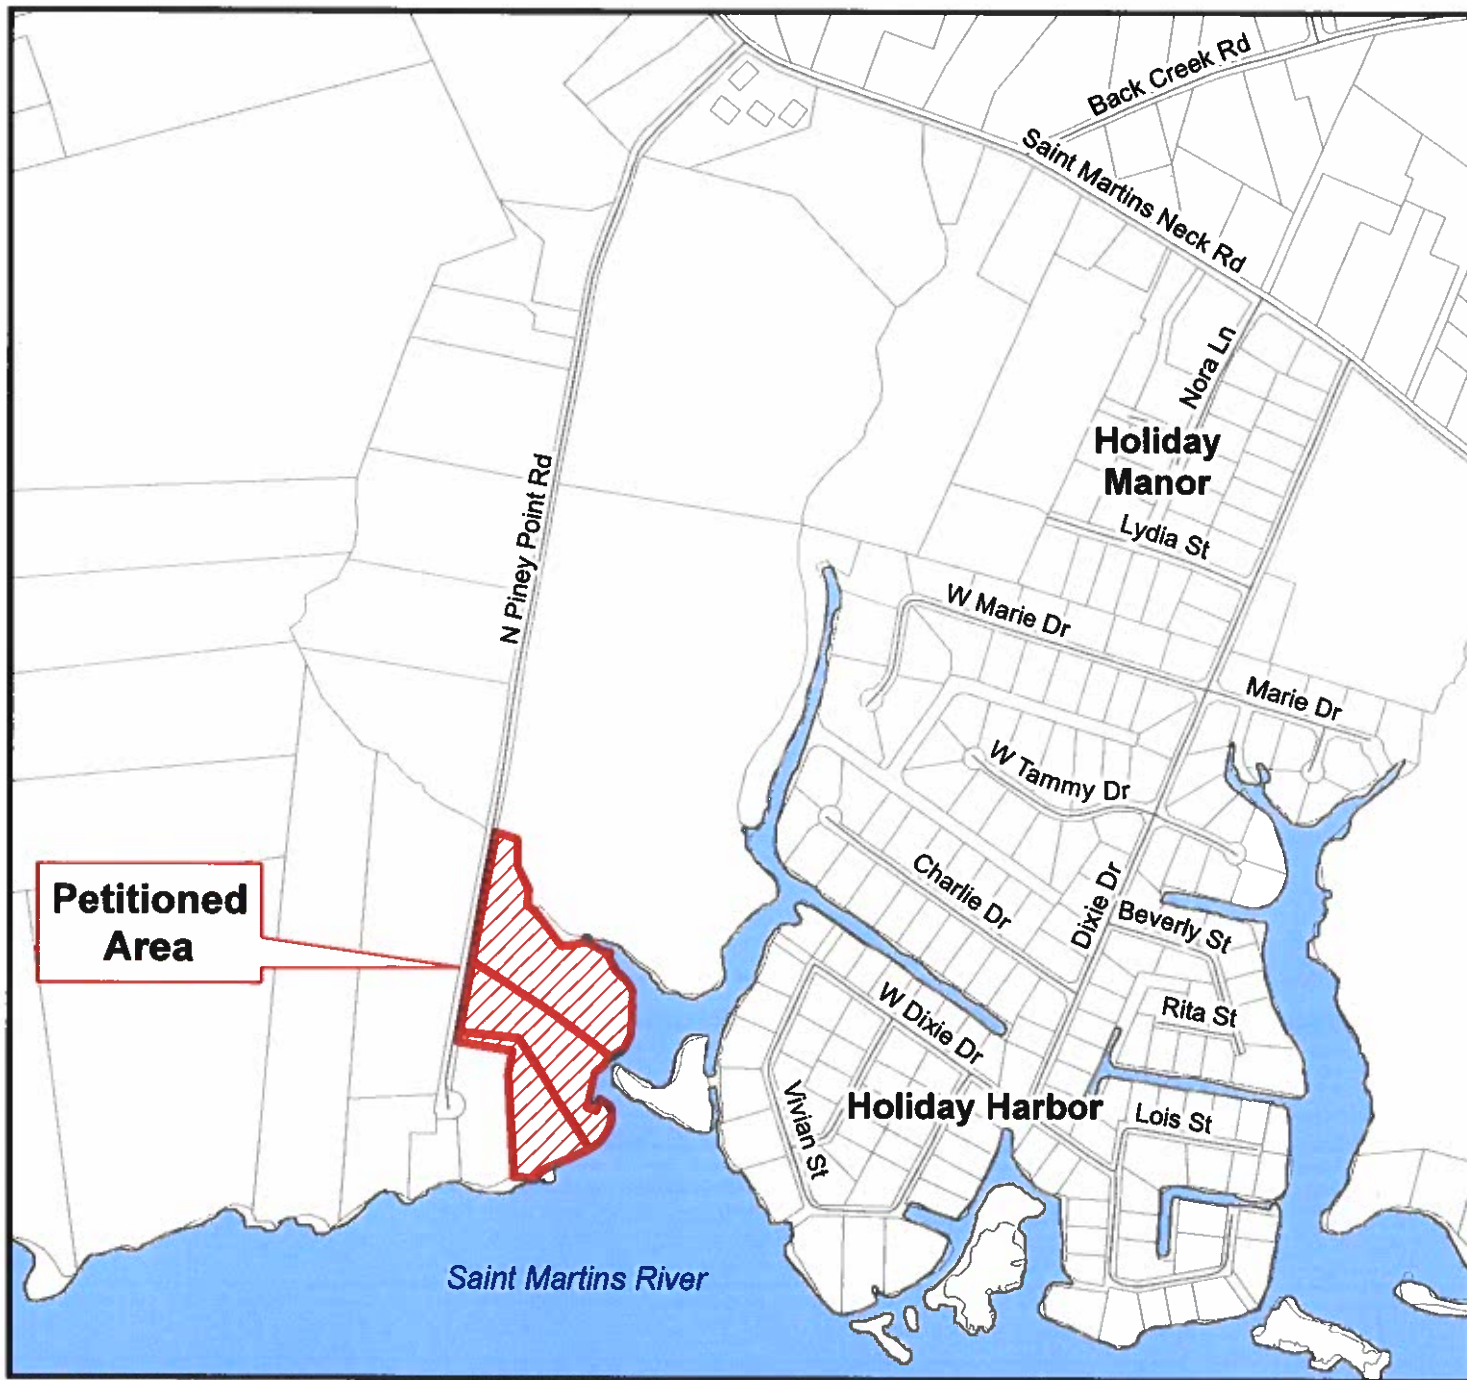 Back Creek Rd
Saint Martins Neck Rd
Nora Ln
Holiday
Manor
N Piney Point Rd
Lydia St
W Marie Dr
Marie Dr
W Tammy Dr
Petitioned
Area
Charlie Dr
Dixie Dr
Beverly St
W Dixie Dr
Rita St
Holiday Harbor
Vivian St
Lois St
Saint Martins River